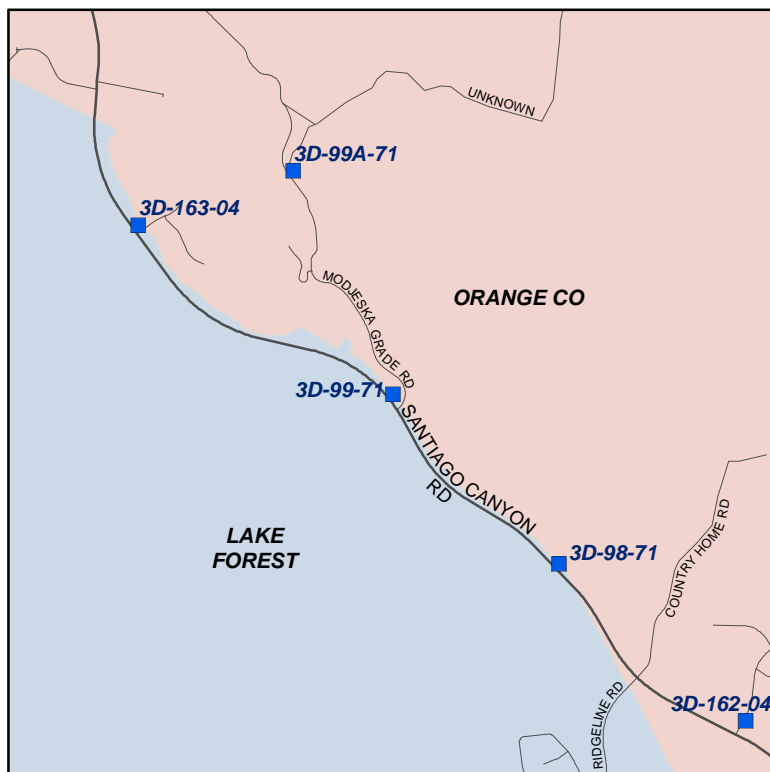 UNKNOWN
3D-99A-71
3D-163-04
MODJESKA GRADE RD
ORANGE CO
3D-99-71
SANTIAGO CANYON
RD
LAKE
FOREST
3D-98-71
COUNTRY HOME RD
RIDGELINE RD
3D-162-04